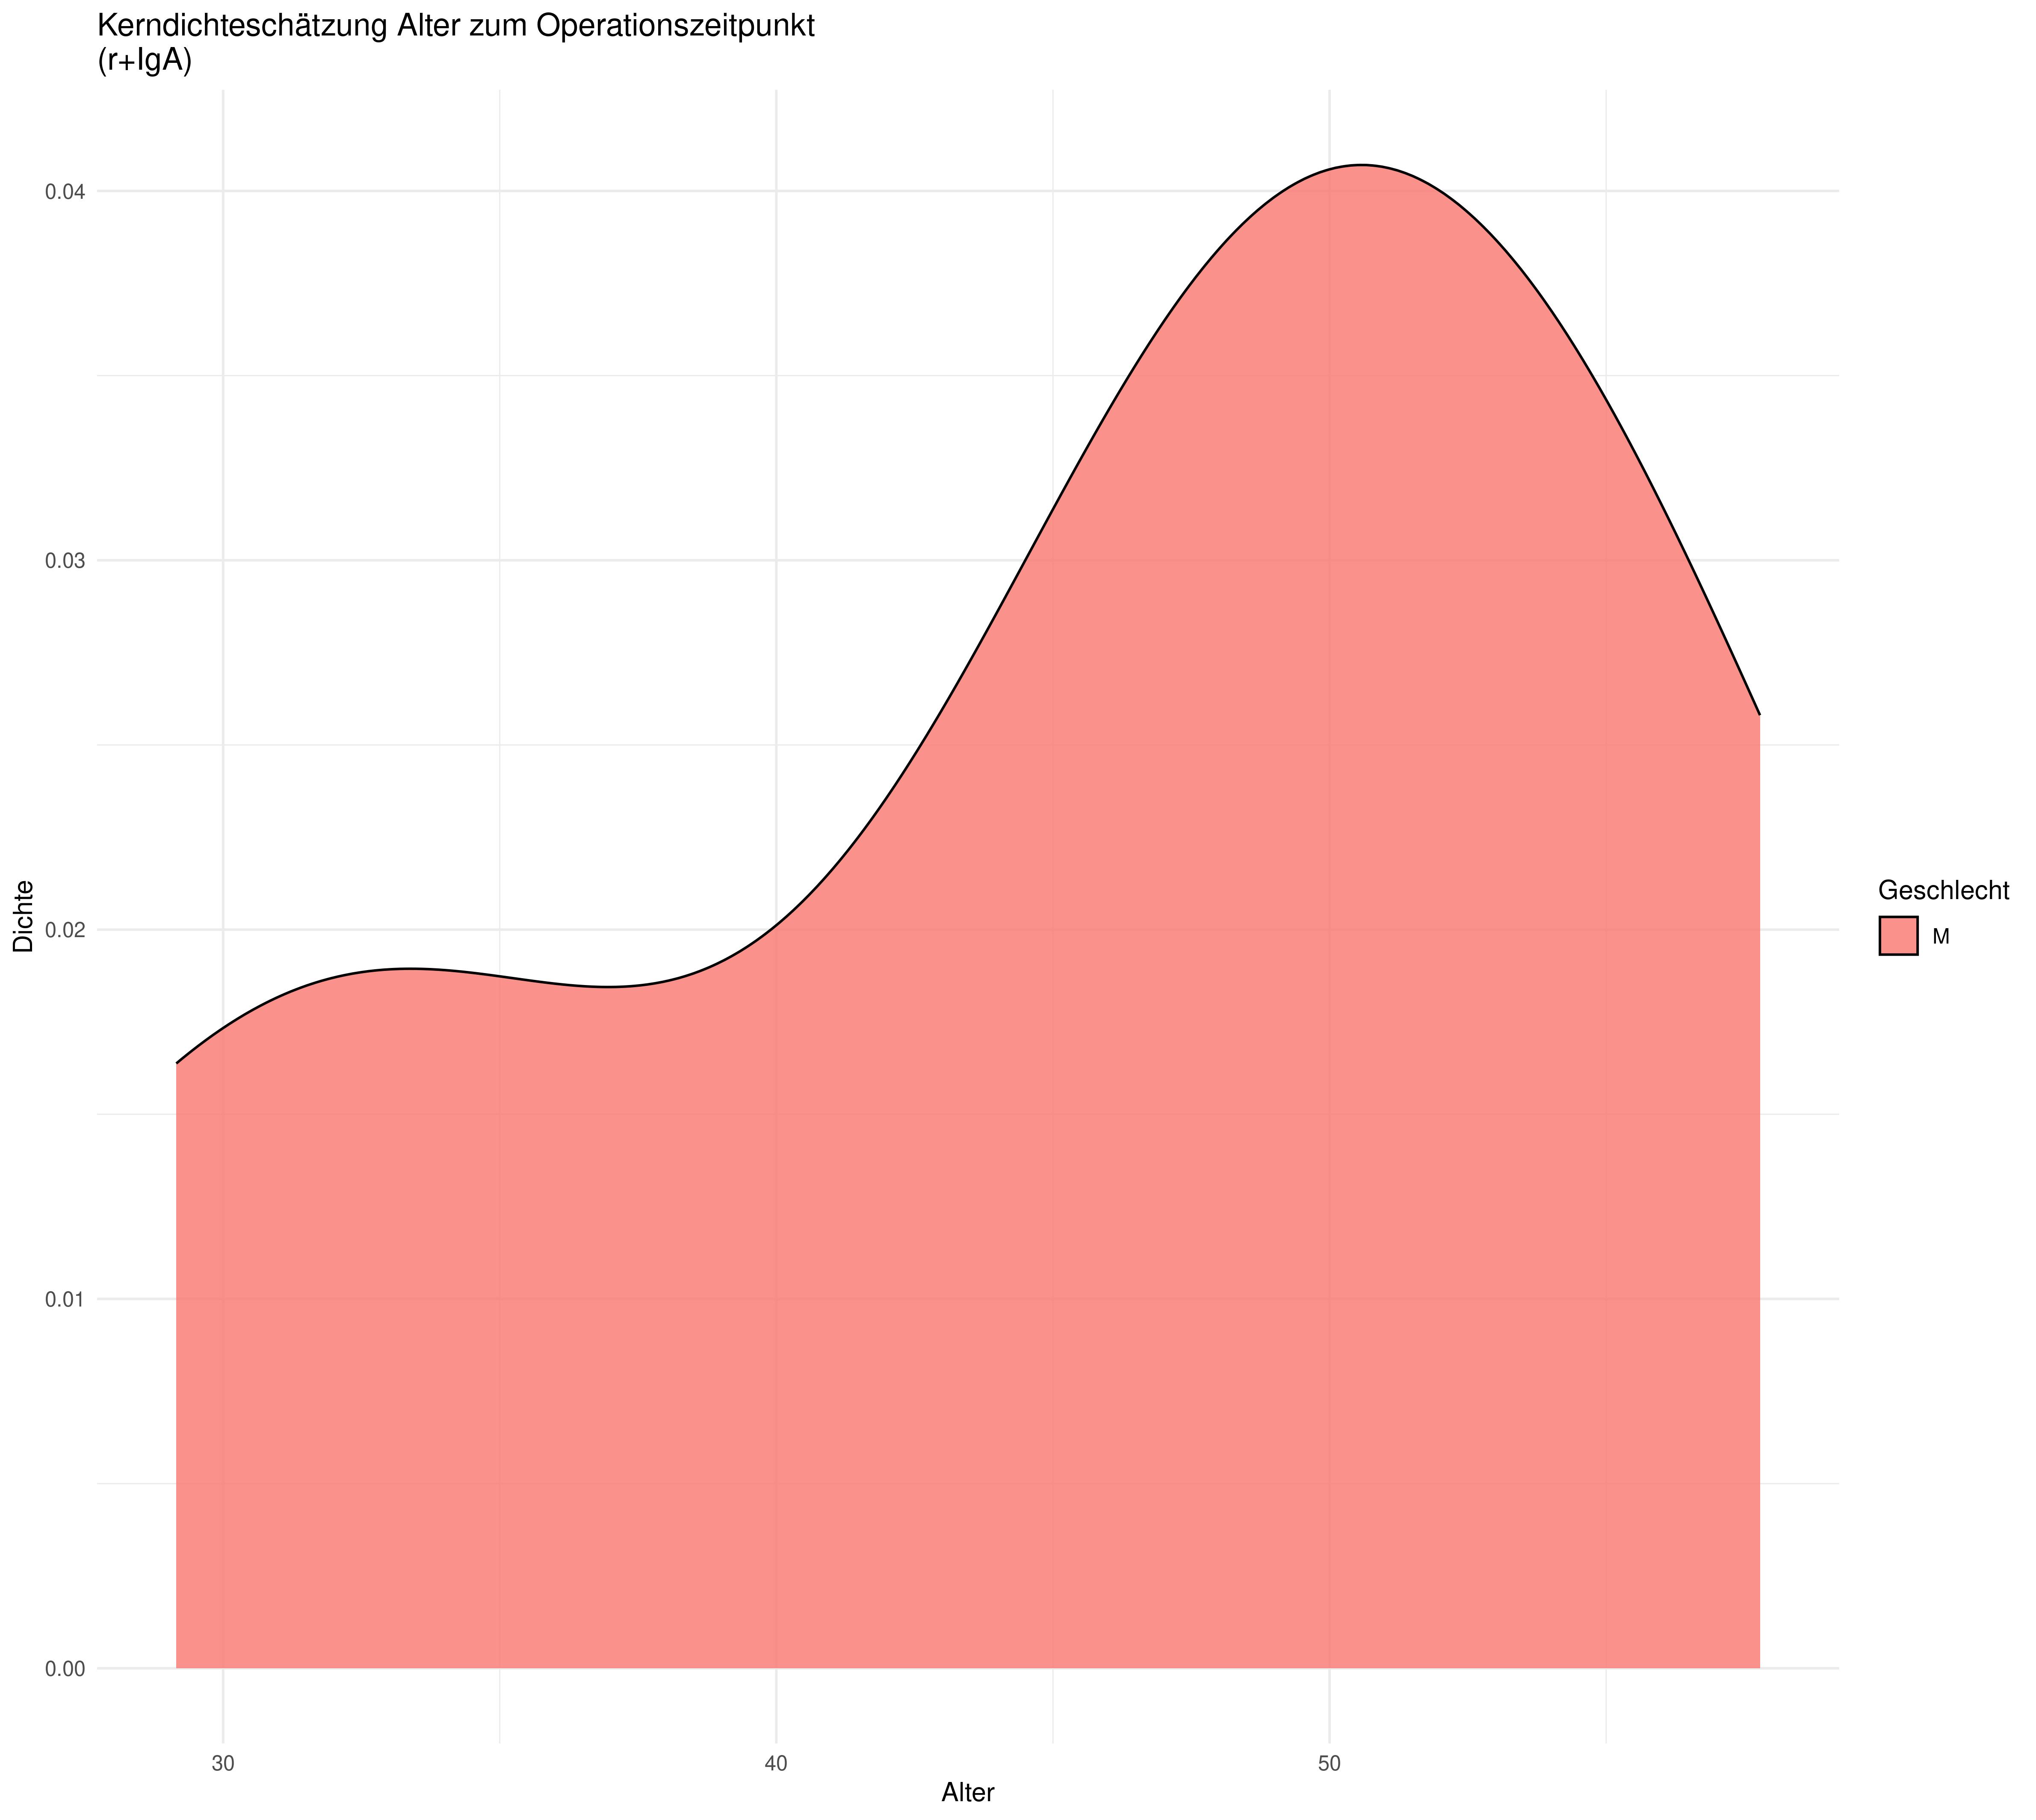 Kerndichteschätzung Alter zum Operationszeitpunkt
(r+IgA)
0.04
0.03
0.02
0.01
0.00
Dichte
30
40
50
Alter
Geschlecht
M